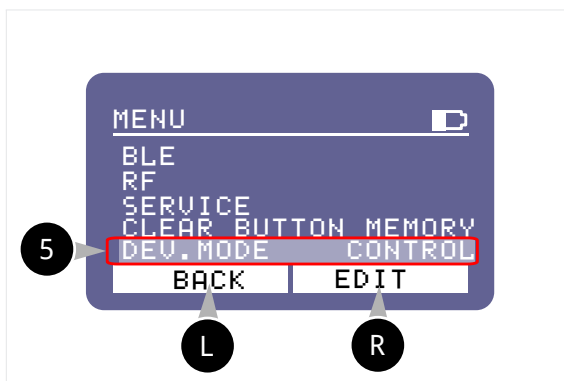 MENU
BLE
RF
SERVICE
CLEAR BUTTON MEMORY
5
DEV.MODE CONTROL
BACK EDIT
L R